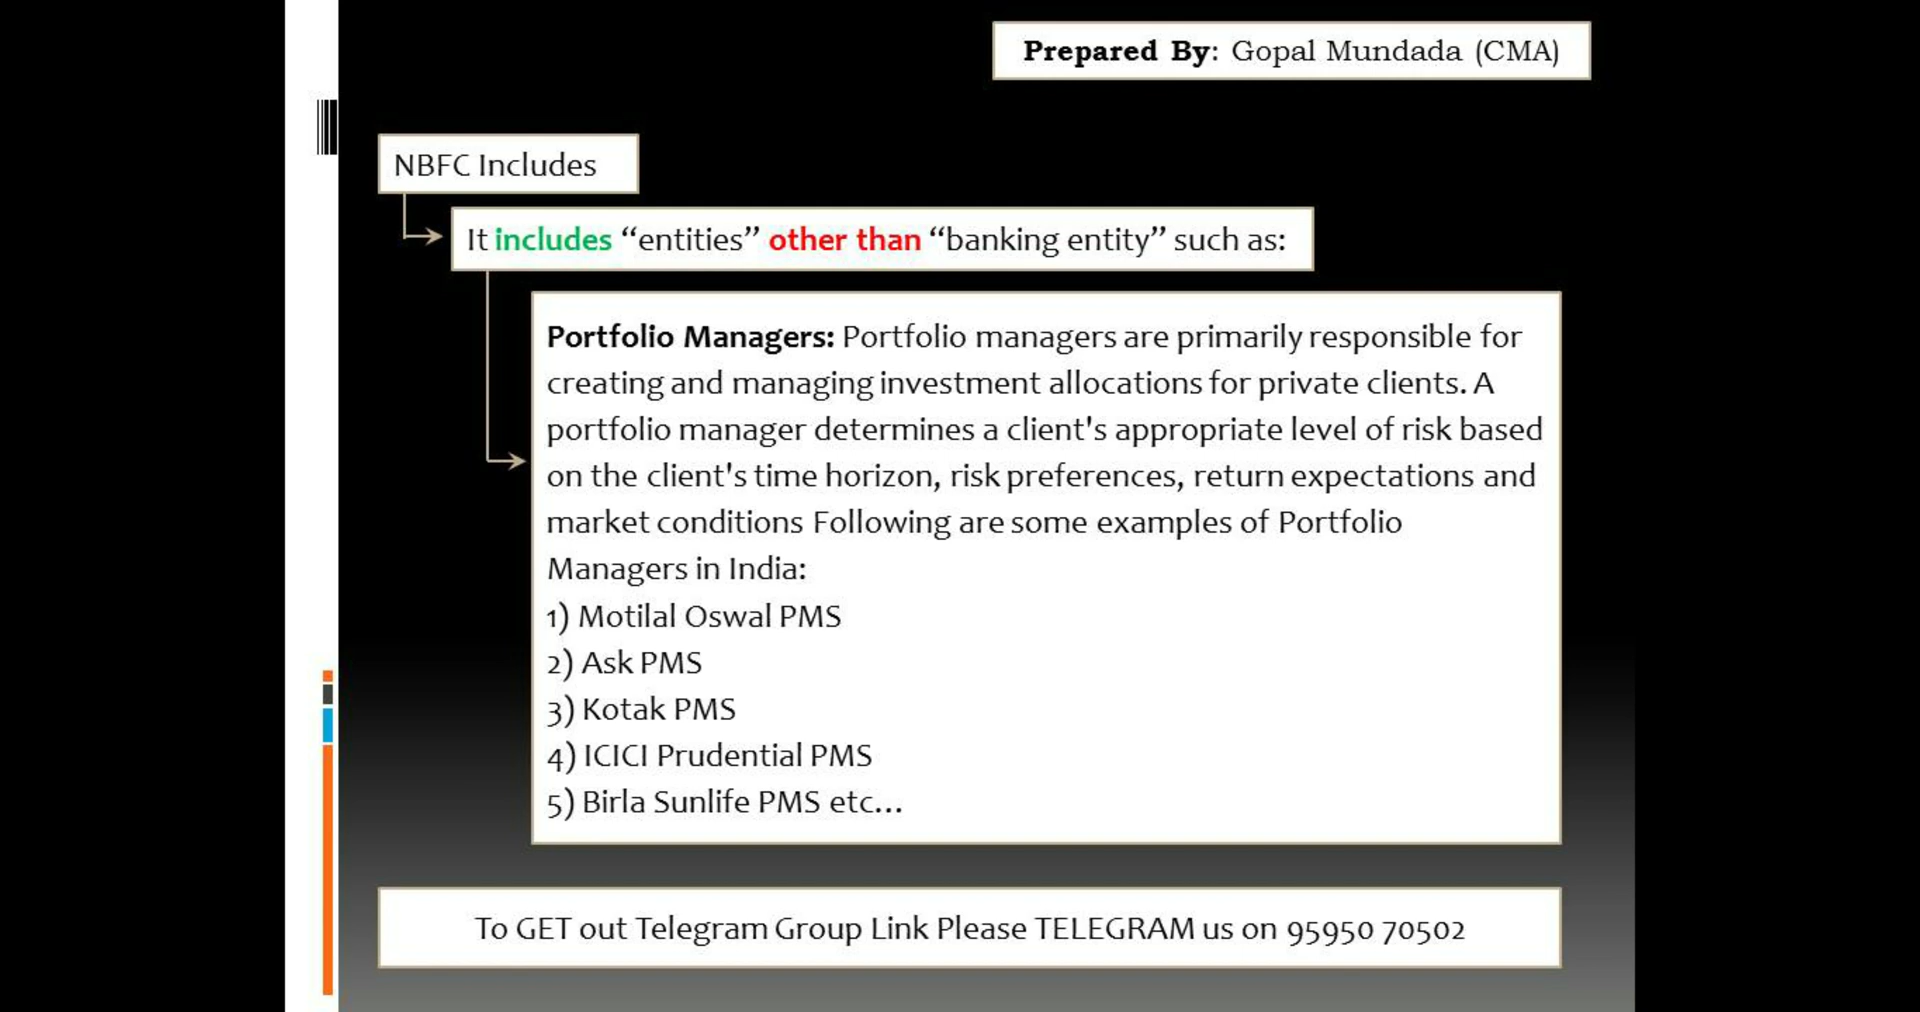 Prepared By: Gopal Mundada (CMA)
NBFC Includes
It includes “entities” other than “banking entity” such as:
Portfolio Managers: Portfolio managers are primarily responsible for
creating and managing investment allocations for private clients. A
portfolio manager determines a client's appropriate level of risk based
on the client's time horizon, risk preferences, return expectations and
market conditions Following are some examples of Portfolio
Managers in India:
1) Motilal Oswal PMS
2) Ask PMS
3) Kotak PMS
4) ICICI Prudential PMS
5) Birla Sunlife PMS etc...
To GET out Telegram Group Link Please TELEGRAM us on 95950 70502